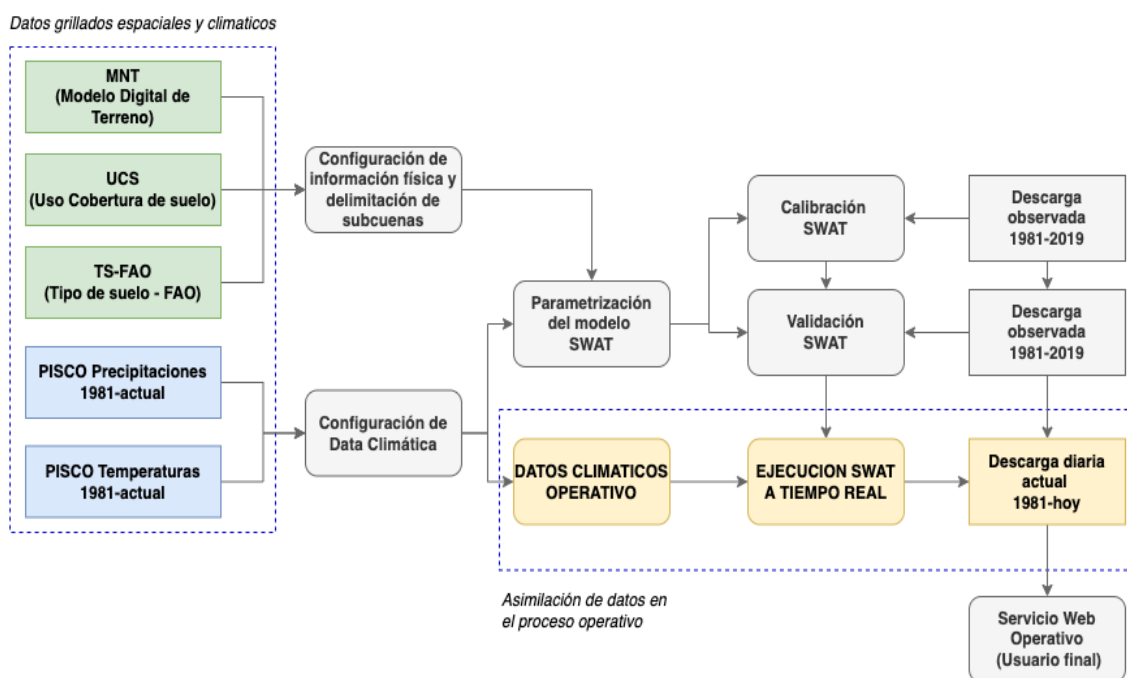 Datos grillados espaciales y climaticos
MNT
(Modelo Digital de
Terreno)
UCS
(Uso Cobertura de suelo)
TS-FAO
(Tipo de suelo - FAO)
PISCO Precipitaciones
1981-actual
PISCO Temperaturas
1981-actual
Configuración de
información física y
delimitación de
subcuenas
Configuración de
Data Climática
Parametrización
del modelo
SWAT
Calibración
SWAT
Validación
SWAT
Descarga
observada
1981-2019
Descarga
observada
1981-2019
DATOS CLIMATICOS
OPERATIVO
EJECUCION SWAT
A TIEMPO REAL
Descarga diaria
actual
1981-hoy
Asimilación de datos en
el proceso operativo
Servicio Web
Operativo
(Usuario final)